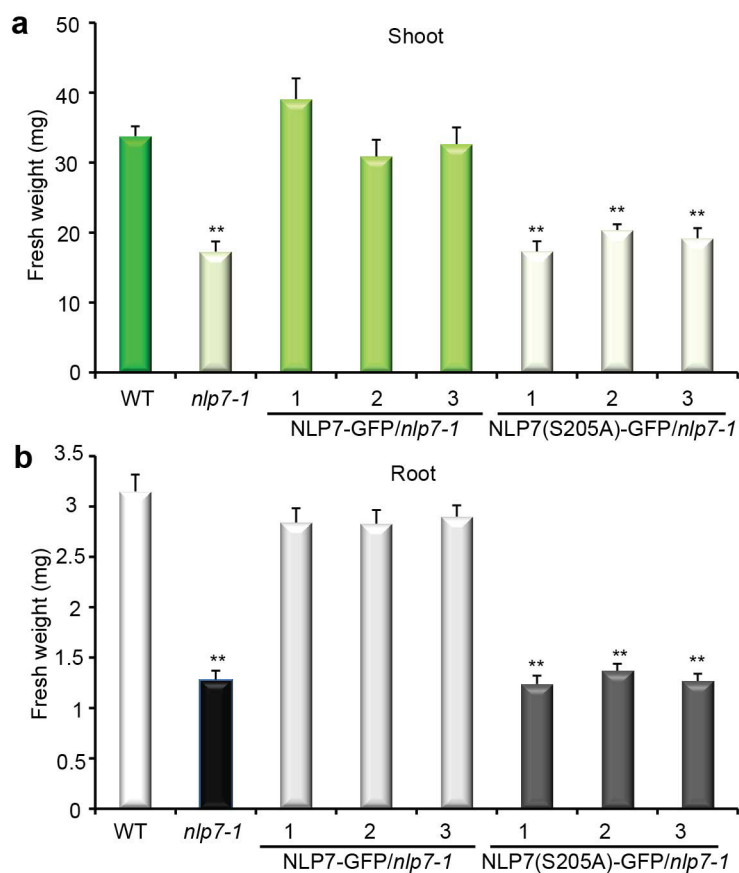 a
Shoot
Fresh weight (mg)
50
40
30
20
10
0
**
**
**
**
WT nlp7-1 1 2 3 1 2 3
NLP7-GFP/nlp7-1 NLP7(S205A)-GFP/nlp7-1
b
Root
Fresh weight (mg)
3.5
3
2.5
2
1.5
1
0.5
0
**
**
**
**
WT nlp7-1 1 2 3 1 2 3
NLP7-GFP/nlp7-1 NLP7(S205A)-GFP/nlp7-1